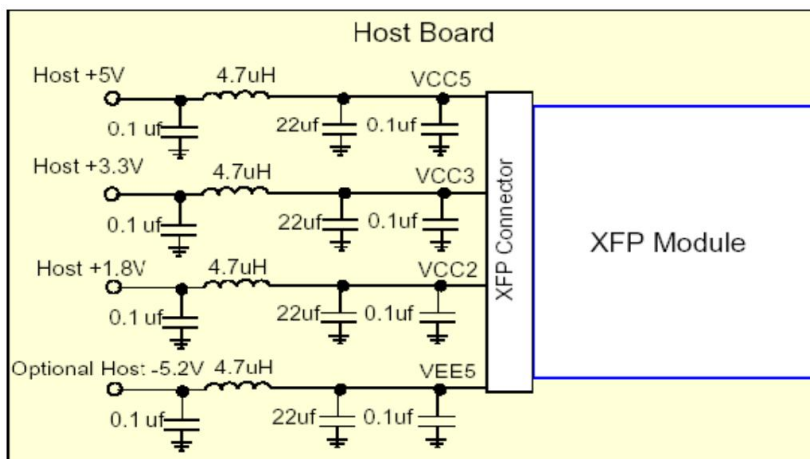 Host Board
Host +5V
4.7uH
VCC5
0.1 uf
22uf
0.1uf
Host +3.3V
4.7uH
VCC3
0.1 uf
22uf
0.1uf
Host +1.8V
4.7uH
VCC2
0.1 uf
22uf
0.1uf
Optional Host -5.2V
4.7uH
VEE5
0.1 uf
22uf
0.1uf
XFP Connector
XFP Module